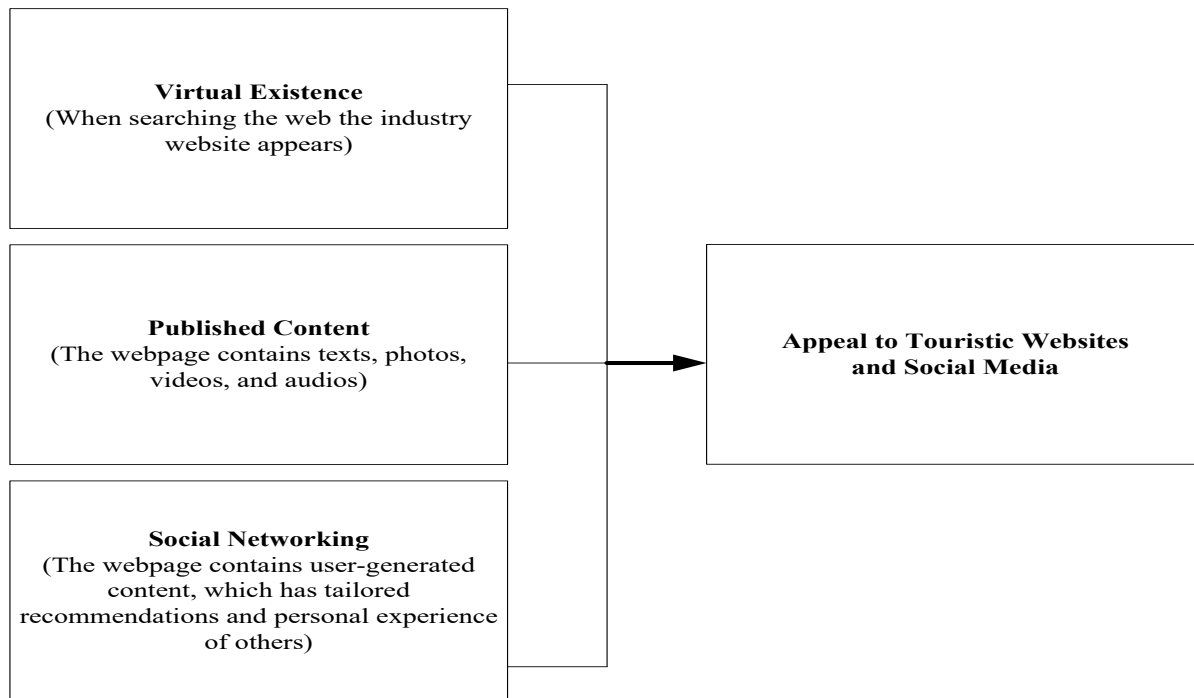 Virtual Existence
(When searching the web the industry
website appears)
Published Content
(The webpage contains texts, photos,
videos, and audios)
Social Networking
(The webpage contains user-generated
content, which has tailored
recommendations and personal experience
of others)
Appeal to Touristic Websites
and Social Media